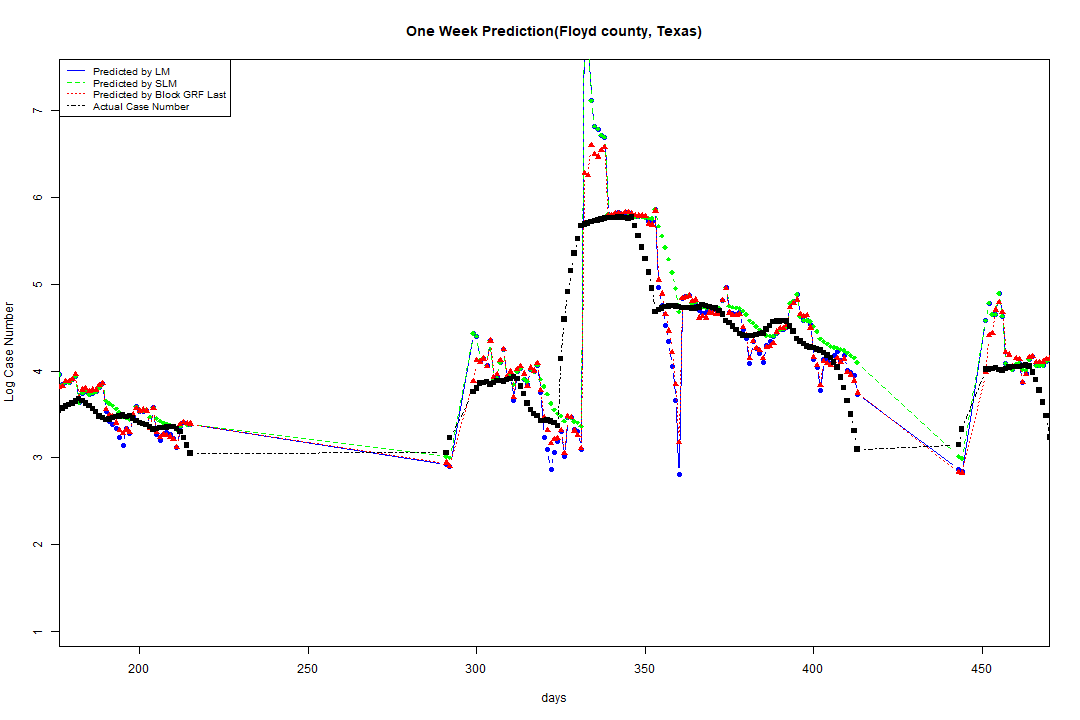 One Week Prediction(Floyd county, Texas)
Predicted by LM
Predicted by SLM
Predicted by Block GRF Last
Actual Case Number
Log Case Number
7
6
5
4
3
2
1
200
250
300
350
400
450
days